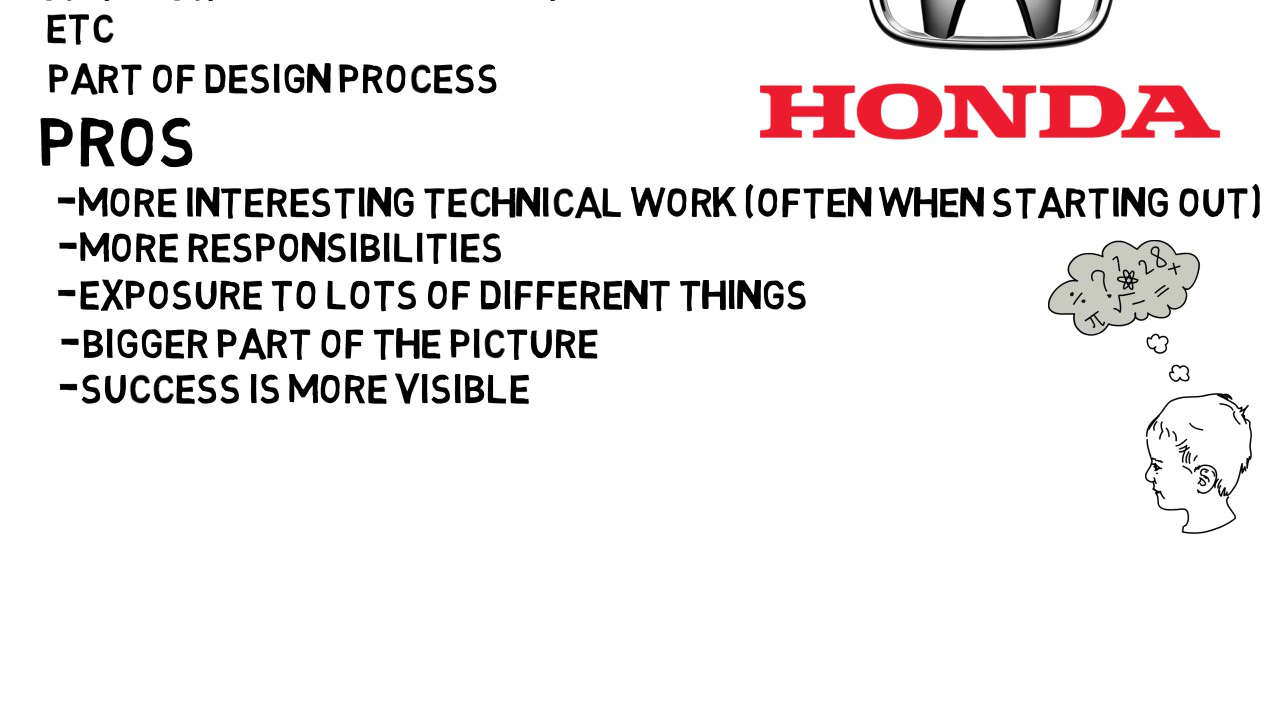 ETC
PART OF DESIGN PROCESS
HONDA
PROS
-MORE INTERESTING TECHNICAL WORK (OFTEN WHEN STARTING OUT)
-MORE RESPONSIBILITIES
-EXPOSURE TO LOTS OF DIFFERENT THINGS
-BIGGER PART OF THE PICTURE
-SUCCESS IS MORE VISIBLE